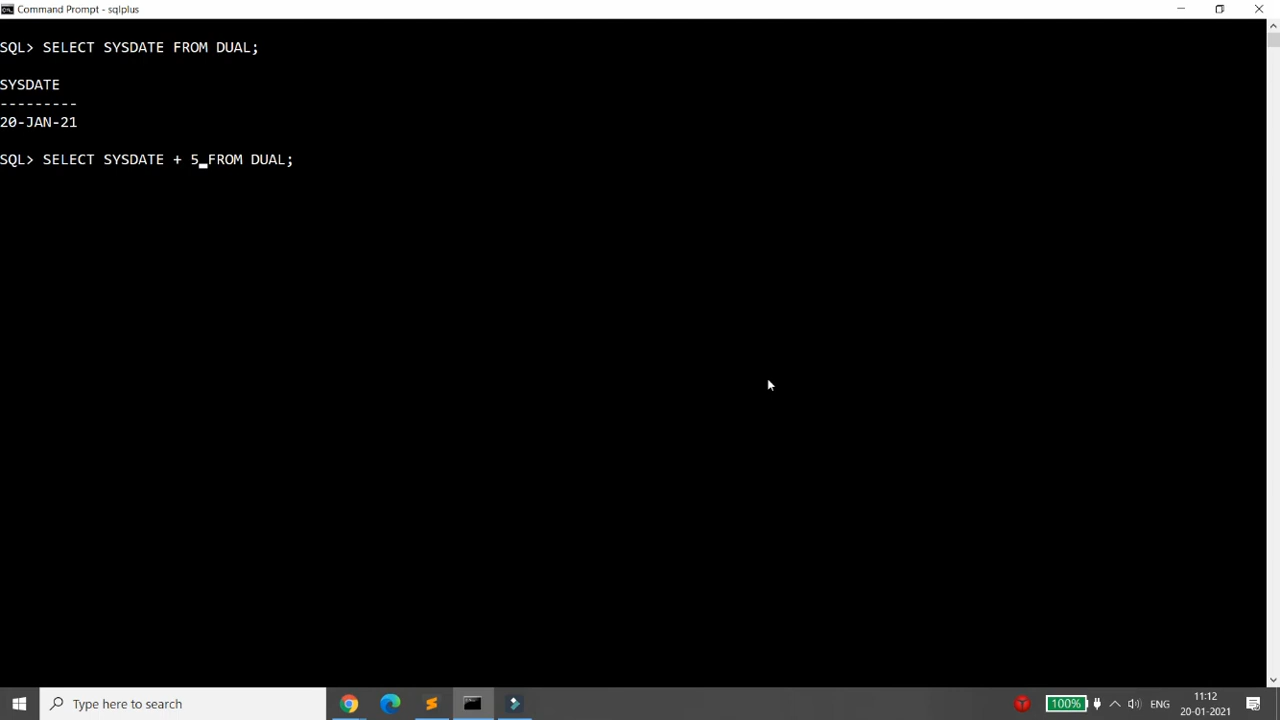 Command Prompt - sqlplus
SQL> SELECT SYSDATE FROM DUAL;
SYSDATE
---------
20-JAN-21
SQL> SELECT SYSDATE + 5 FROM DUAL;
Type here to search
100%
ENG
11:12
20-01-2021